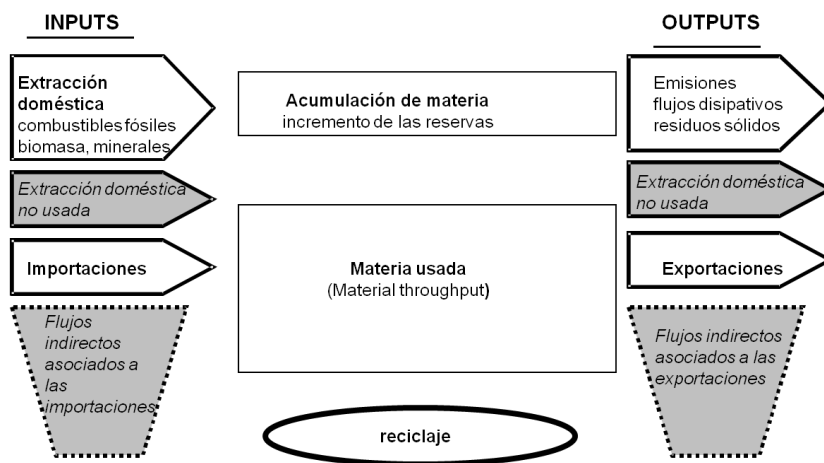 INPUTS
Extracción
doméstica
combustibles fósiles
biomasa, minerales
Extracción doméstica
no usada
Importaciones
Flujos
indirectos
asociados a
las
importaciones
Acumulación de materia
incremento de las reservas
Materia usada
(Material throughput)
reciclaje
OUTPUTS
Emisiones
flujos disipativos
residuos sólidos
Extracción doméstica
no usada
Exportaciones
Flujos indirectos
asociados a las
exportaciones